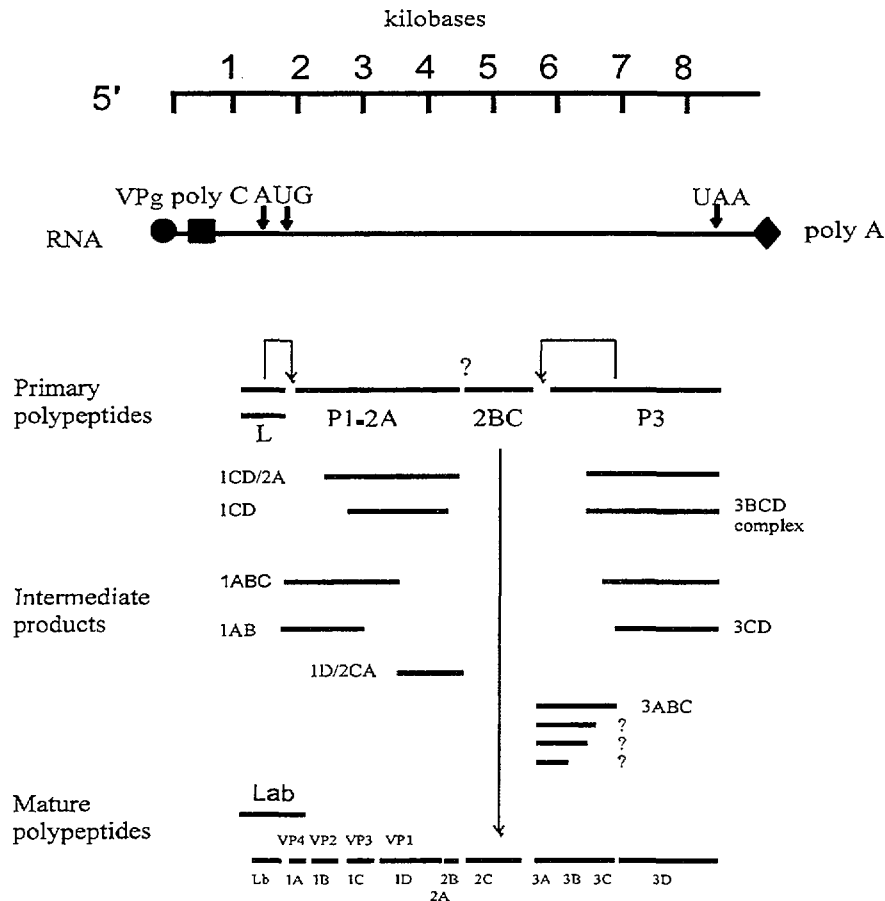 kilobases
1 2 3 4 5 6 7 8
5'
VPg poly C AUG UAA
RNA poly A
?
Primary
polypeptides
P1-2A 2BC P3
L
1CD/2A
1CD 3BCD
complex
1ABC
Intermediate
products
1AB 3CD
1D/2CA
3ABC
?
?
?
Lab
Mature
polypeptides
VP4 VP2 VP3 VP1
Lb 1A 1B 1C 1D 2B 2C 3A 3B 3C 3D
2A